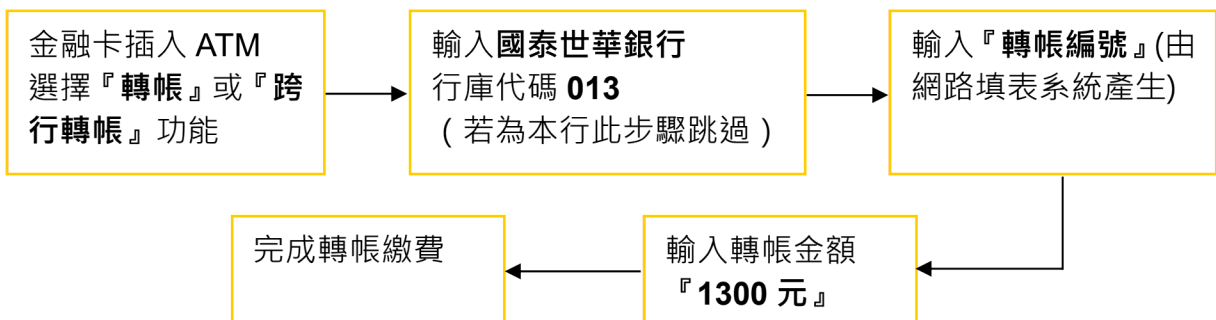 金融卡插入 ATM
選擇『轉帳』或『跨
行轉帳』功能
輸入國泰世華銀行
行庫代碼 013
（若為本行此步驟跳過）
輸入『轉帳編號』(由
網路填表系統產生)
輸入轉帳金額
『1300 元』
完成轉帳繳費